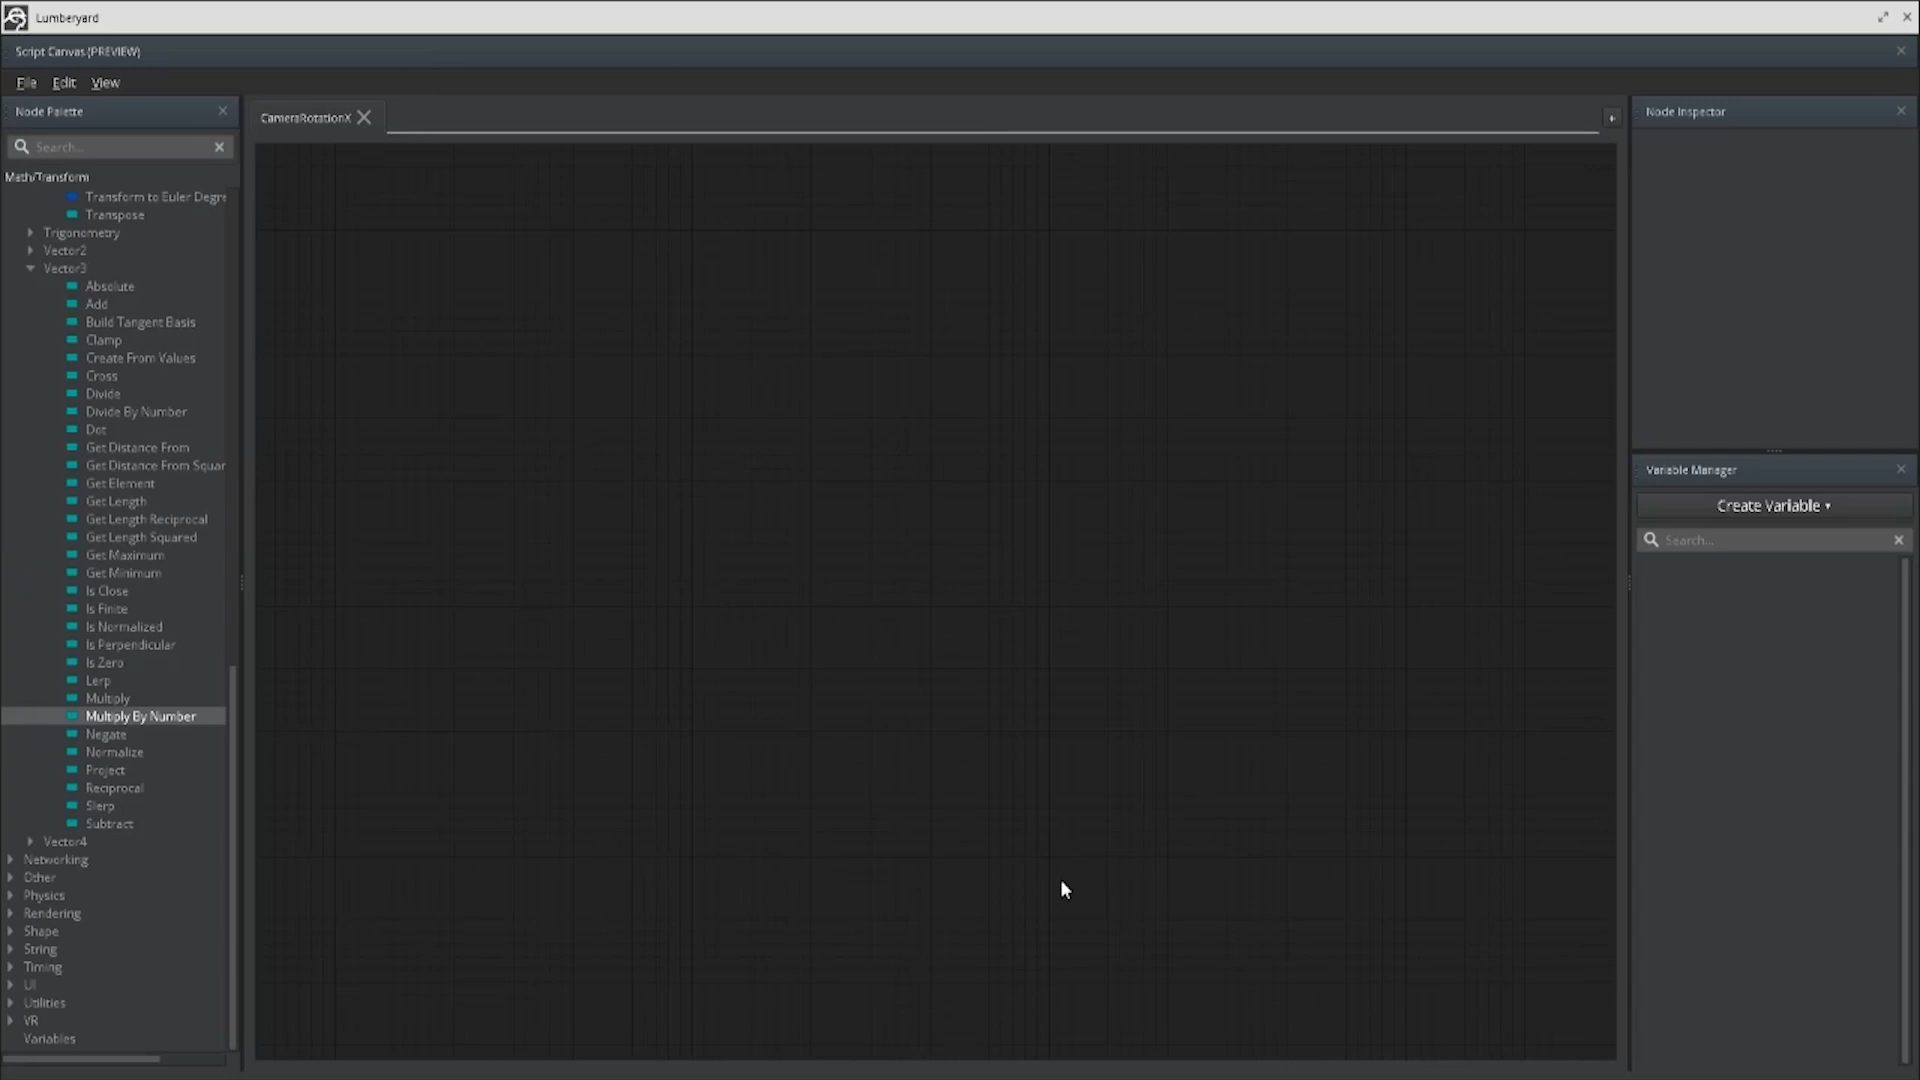 Lumberyard
Script Canvas (PREVIEW)
File Edit View
Node Palette
Search...
Math/Transform
Transform to Euler Degre
Transpose
Trigonometry
Vector2
Vector3
Absolute
Add
Build Tangent Basis
Clamp
Create From Values
Cross
Divide
Divide By Number
Dot
Get Distance From
Get Distance From Squar
Get Element
Get Length
Get Length Reciprocal
Get Length Squared
Get Maximum
Get Minimum
Is Close
Is Finite
Is Normalized
Is Perpendicular
Is Zero
Lerp
Multiply
Multiply By Number
Negate
Normalize
Project
Reciprocal
Slerp
Subtract
Vector4
Networking
Other
Physics
Rendering
Shape
String
Timing
UI
Utilities
VR
Variables
CameraRotationX
Node Inspector
Variable Manager
Create Variable
Search...